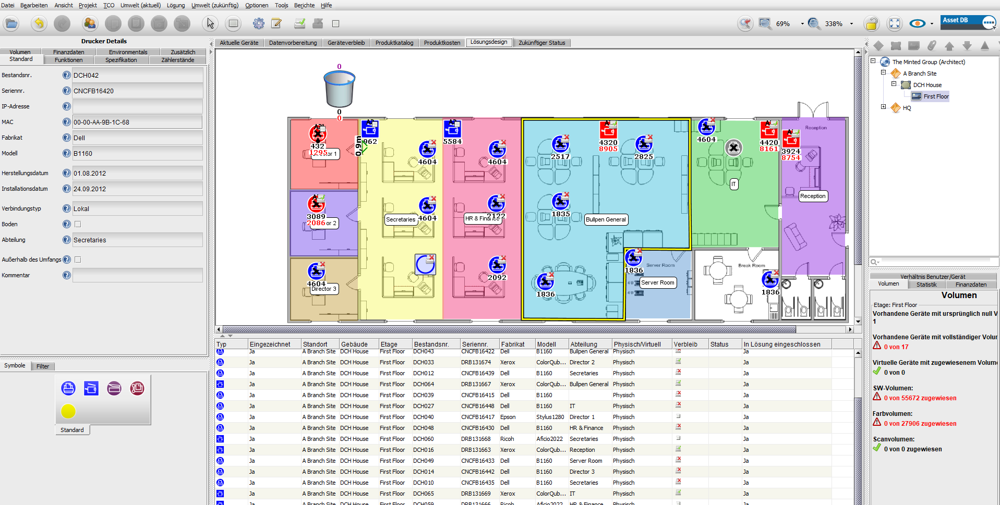 Datei Bearbeiten Ansicht Projekt TCO Umwelt (aktuell) Lösung Umwelt (zukünftig) Optionen Tools Berichte Hilfe
69% 338% Asset DB
Drucker Details
Volumen Finanzdaten Environmentals Zusätzlich
Standard Funktionen Spezifikation Zählerstände
Bestandsnr. DCH042
Seriennr. CNCFB16420
IP-Adresse
MAC 00-00-AA-9B-1C-68
Fabrikat Dell
Modell B1160
Herstellungsdatum 01.08.2012
Installationsdatum 24.09.2012
Verbindungstyp Lokal
Boden
Abteilung Secretaries
Außerhalb des Umfangs
Kommentar
Symbole Filter
Standard
Aktuelle Geräte Datenvorbereitung Geräteverbleib Produktkatalog Produktkosten Lösungsdesign Zukünftiger Status
0
0
0
432
1295
962
0,9m
5584
4604
4604
2517
4320
8905
2825
4604
4420
8161
3924
8754
Reception
IT
Reception
3089
2086
Secretaries
4604
HR & Finance
2122
1835
Bullpen General
4604
Director 3
2092
1836
1836
Server Room
Server Room
4 U
4 U
Break Room
1836
Typ Eingezeichnet Standort Gebäude Etage Bestandsnr. Seriennr. Fabrikat Modell Abteilung Physisch/Virtuell Verbleib Status In Lösung eingeschlossen
Ja A Branch Site DCH House First Floor DCH043 CNCFB16422 Dell B1160 Bullpen General Physisch Ja
Ja A Branch Site DCH House First Floor DCH033 DRB131674 Xerox ColorQub... Director 2 Physisch Ja
Ja A Branch Site DCH House First Floor DCH012 CNCFB16439 Dell B1160 Secretaries Physisch Ja
Ja A Branch Site DCH House First Floor DCH064 DRB131667 Xerox ColorQub... Bullpen General Physisch Ja
Ja A Branch Site DCH House First Floor DCH039 CNCFB16415 Dell B1160 Physisch Ja
Ja A Branch Site DCH House First Floor DCH027 CNCFB16448 Dell B1160 IT Physisch Ja
Ja A Branch Site DCH House First Floor DCH040 CNCFB16417 Epson Stylus1280 Director 1 Physisch Ja
Ja A Branch Site DCH House First Floor DCH048 CNCFB16430 Dell B1160 HR & Finance Physisch Ja
Ja A Branch Site DCH House First Floor DCH060 DRB131668 Ricoh Aficio2022 Secretaries Physisch Ja
Ja A Branch Site DCH House First Floor DCH016 DRB131663 Xerox ColorQub... Reception Physisch Ja
Ja A Branch Site DCH House First Floor DCH049 CNCFB16433 Dell B1160 Server Room Physisch Ja
Ja A Branch Site DCH House First Floor DCH014 CNCFB16442 Dell B1160 Director 3 Physisch Ja
Ja A Branch Site DCH House First Floor DCH010 CNCFB16435 Dell B1160 Secretaries Physisch Ja
Ja A Branch Site DCH House First Floor DCH065 DRB131669 Xerox ColorQub... IT Physisch Ja
Ja A Branch Site DCH House First Floor DCH059 DRB131666 Ricoh Aficio2022 HR & Finance Physisch Ja
The Minted Group (Architect)
A Branch Site
DCH House
First Floor
HQ
Verhältnis Benutzer/Gerät
Volumen Statistik Finanzdaten
Volumen
Etage: First Floor
Vorhandene Geräte mit ursprünglich null V
1
Vorhandene Geräte mit vollständiger Volur
0 von 17
Virtuelle Geräte mit zugewiesenem Volume
0 von 0
SW-Volumen:
0 von 55672 zugewiesen
Farbvolumen:
0 von 27906 zugewiesen
Scanvolumen:
0 von 0 zugewiesen